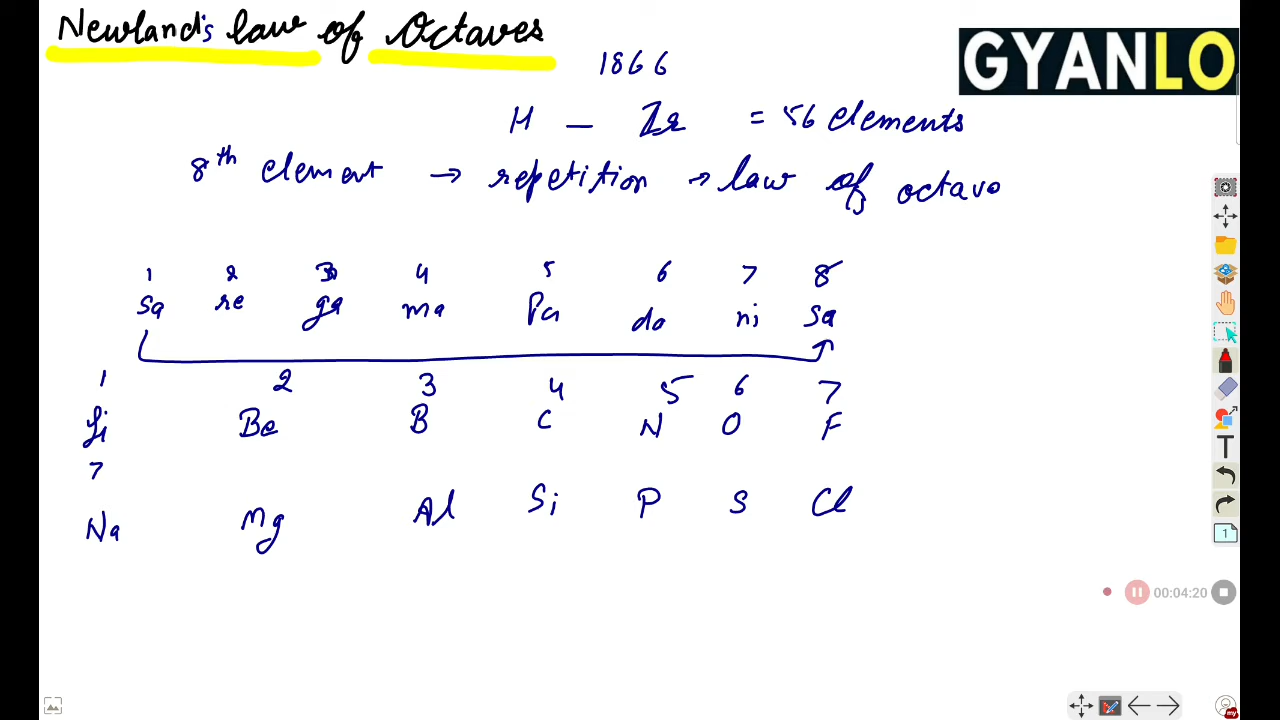 Newland's law of Octaves
GYANLO
1866
H — = 56 elements
8th element → repetition → law of octave
1 2 3 4 5 6 7 8
Sa re ga ma Pa da ni Sa
1 2 3 4 5 6 7
Li Be B C N O F
7
Na Mg Al Si P S Cl
T
1
00:04:20